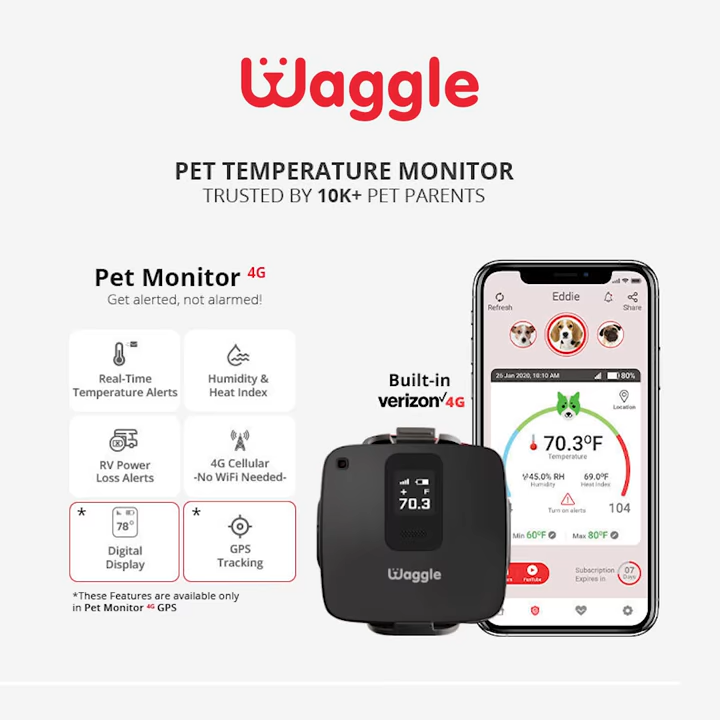 Waggle
PET TEMPERATURE MONITOR
TRUSTED BY 10K+ PET PARENTS
Pet Monitor 4G
Get alerted, not alarmed!
Real-Time
Temperature Alerts
Humidity &
Heat Index
RV Power
Loss Alerts
4G Cellular
-No WiFi Needed-
*
78°
Digital
Display
*
GPS
Tracking
*These Features are available only
in Pet Monitor 4G GPS
Built-in
verizon✓4G
+ F
70.3
Waggle
Refresh
Eddie
Share
26 Jan 2020, 10:10 AM
80%
Location
70.3°F
Temperature
45.0% RH
Humidity
69.0°F
Heat Index
Turn on alerts
104
Min 60°F
Max 80°F
YouTube
Subscription
Expires in
07
Days